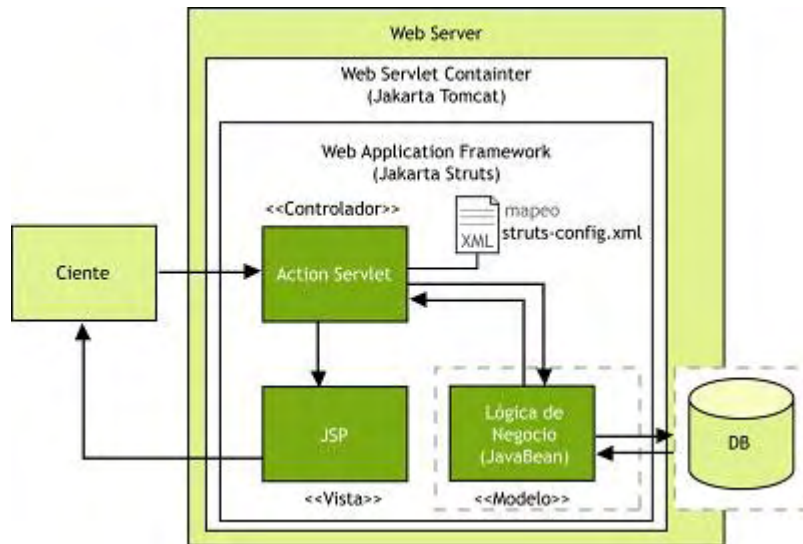 Web Server
Web Servlet Containter
(Jakarta Tomcat)
Web Application Framework
(Jakarta Struts)
<<Controlador>>
mapeo
struts-config.xml
XML
Ciente
Action Servlet
JSP
Lógica de
Negocio
(JavaBean)
DB
<<Vista>>
<<Modelo>>